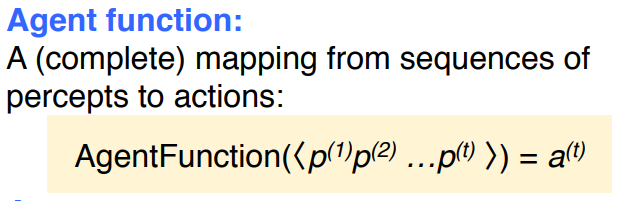 Agent function:
A (complete) mapping from sequences of
percepts to actions:
AgentFunction(⟨p(1)p(2) …p(t) ⟩) = a(t)